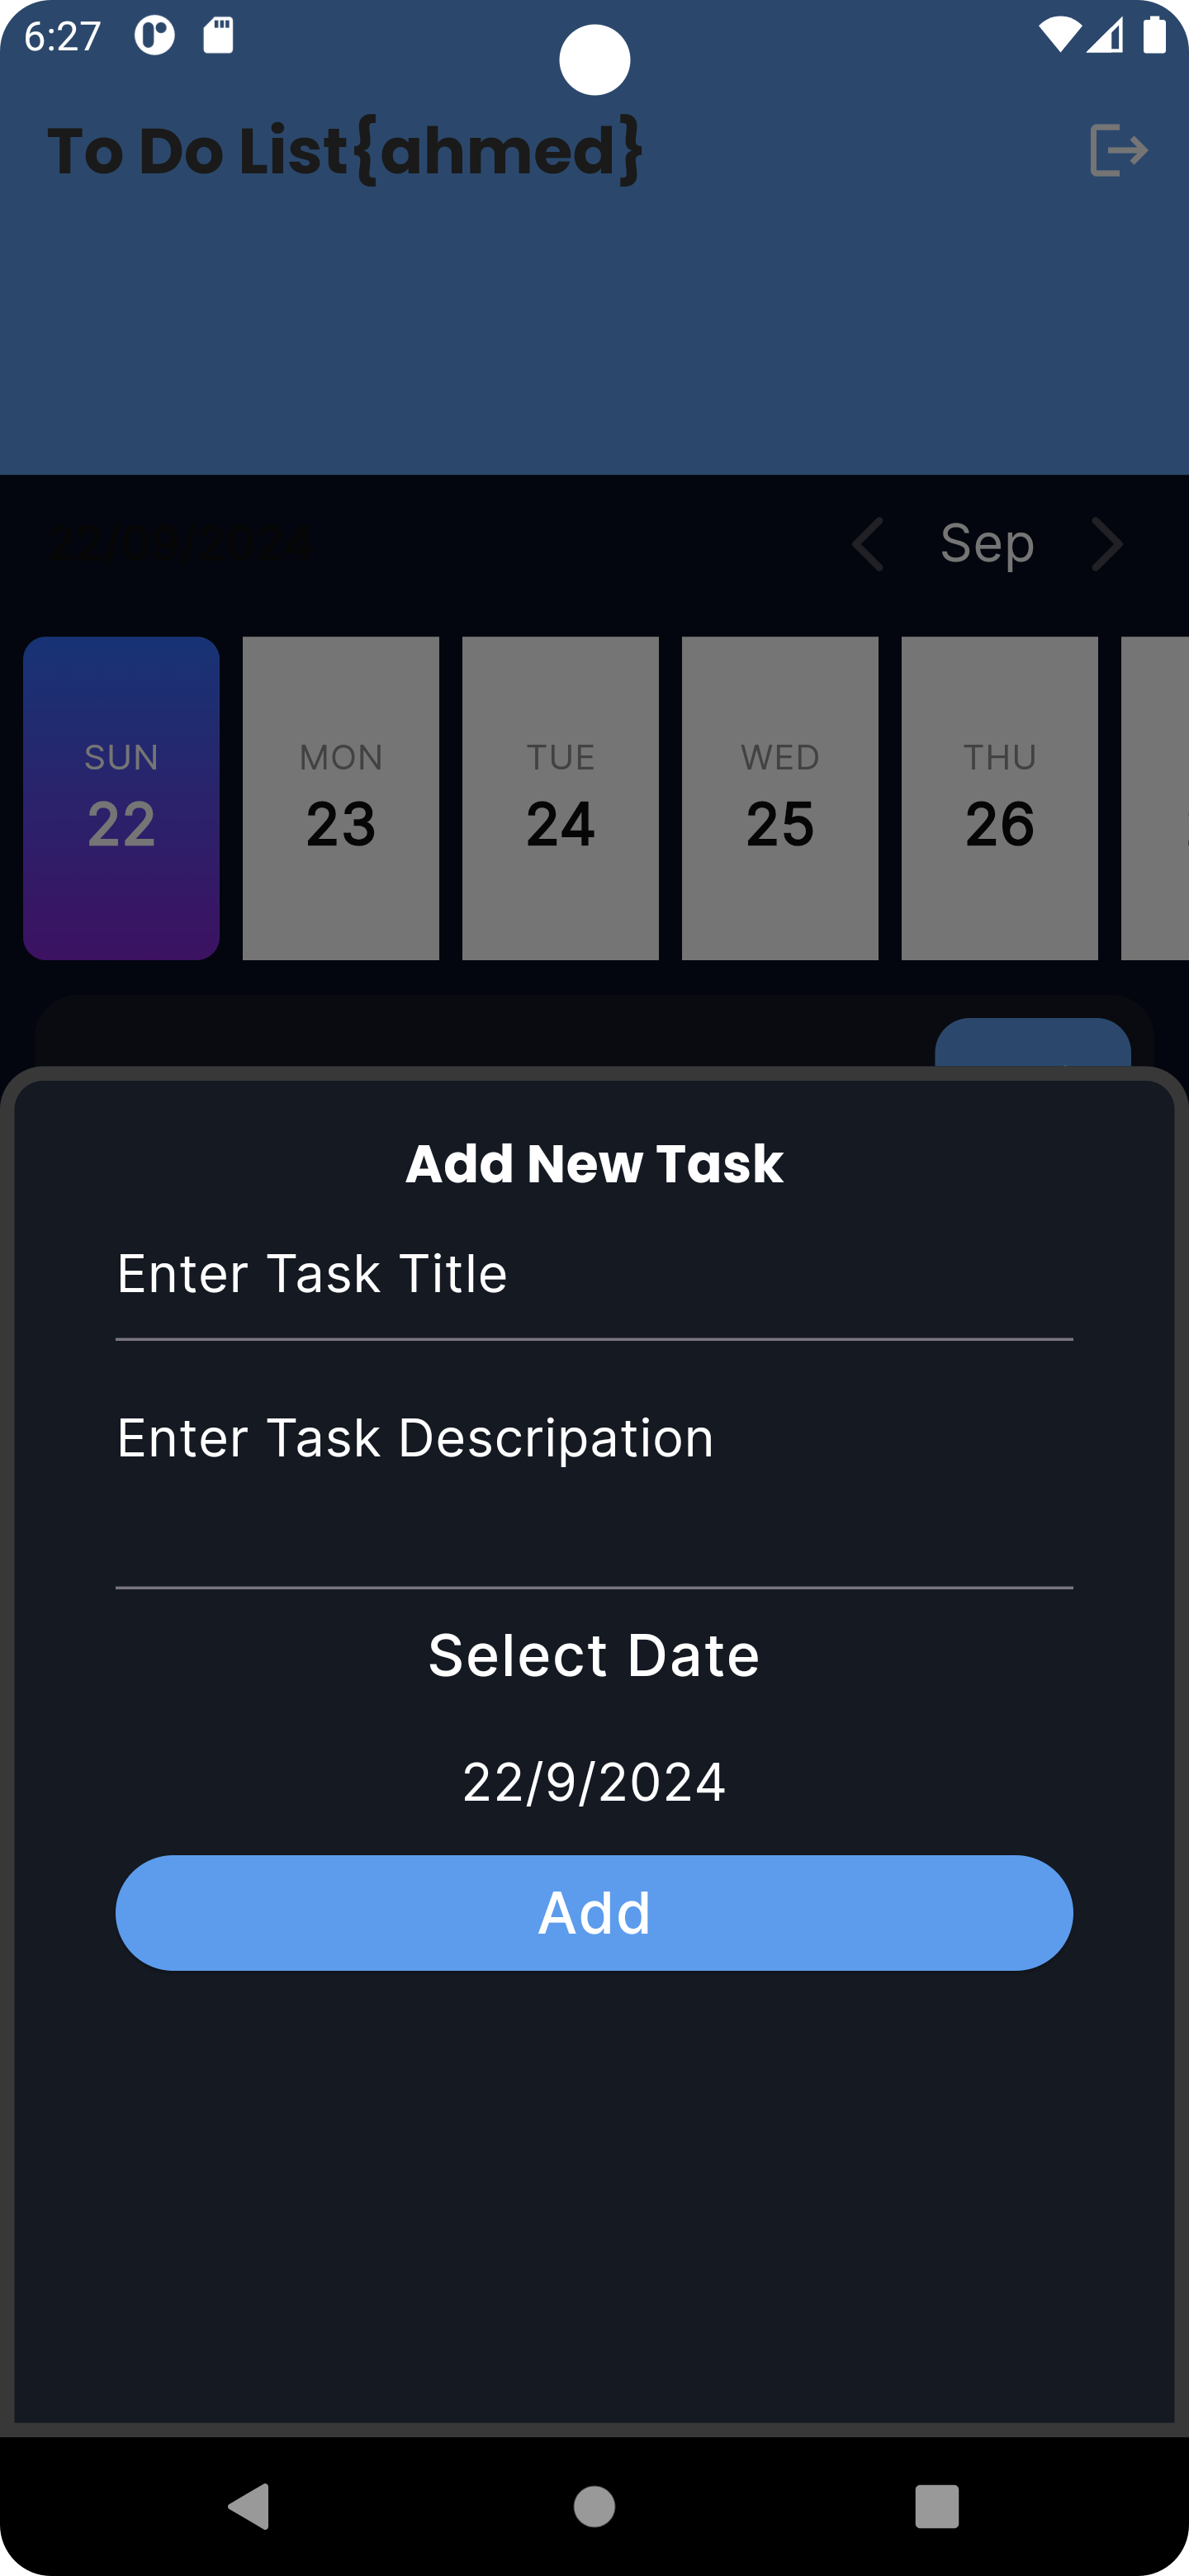 6:27
To Do List{ahmed}
22/09/2024
Sep
SUN MON TUE WED THU
22 23 24 25 26
Add New Task
Enter Task Title
Enter Task Descripation
Select Date
22/9/2024
Add